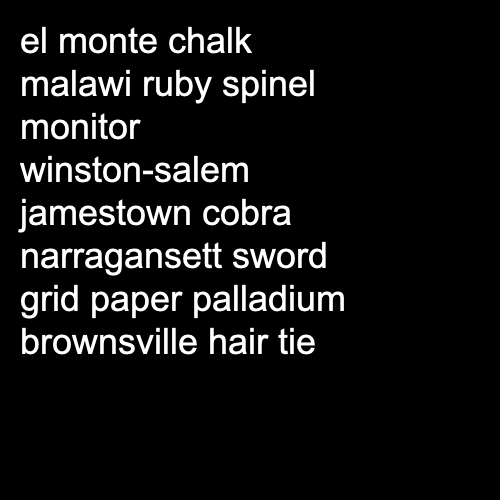 el monte chalk
malawi ruby spinel
monitor
winston-salem
jamestown cobra
narragansett sword
grid paper palladium
brownsville hair tie